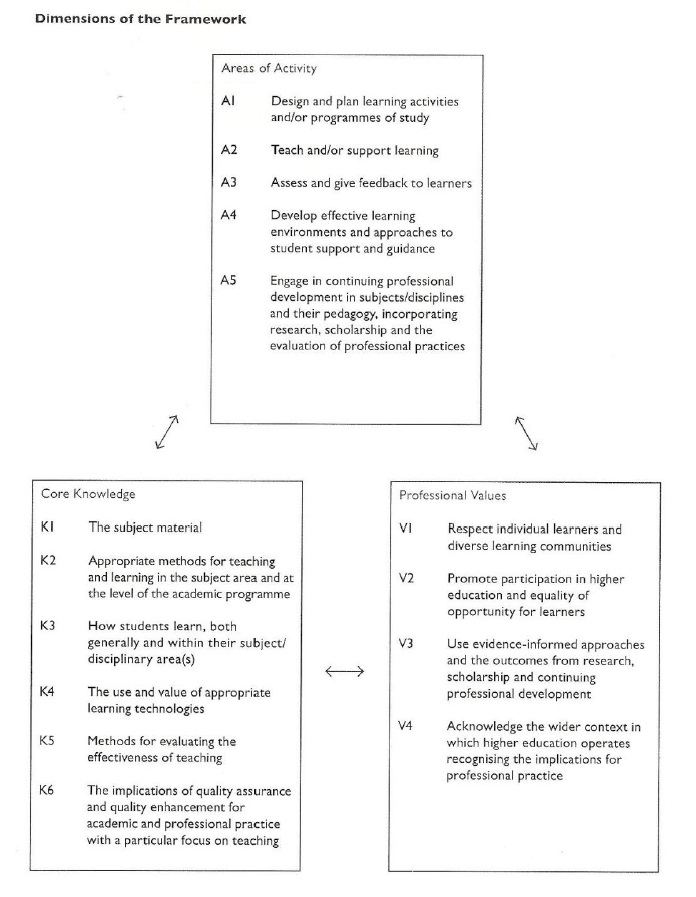 Dimensions of the Framework
Areas of Activity
A1 Design and plan learning activities
and/or programmes of study
A2 Teach and/or support learning
A3 Assess and give feedback to learners
A4 Develop effective learning
environments and approaches to
student support and guidance
A5 Engage in continuing professional
development in subjects/disciplines
and their pedagogy, incorporating
research, scholarship and the
evaluation of professional practices
Core Knowledge
K1 The subject material
K2 Appropriate methods for teaching
and learning in the subject area and at
the level of the academic programme
K3 How students learn, both
generally and within their subject/
disciplinary area(s)
K4 The use and value of appropriate
learning technologies
K5 Methods for evaluating the
effectiveness of teaching
K6 The implications of quality assurance
and quality enhancement for
academic and professional practice
with a particular focus on teaching
Professional Values
V1 Respect individual learners and
diverse learning communities
V2 Promote participation in higher
education and equality of
opportunity for learners
V3 Use evidence-informed approaches
and the outcomes from research,
scholarship and continuing
professional development
V4 Acknowledge the wider context in
which higher education operates
recognising the implications for
professional practice